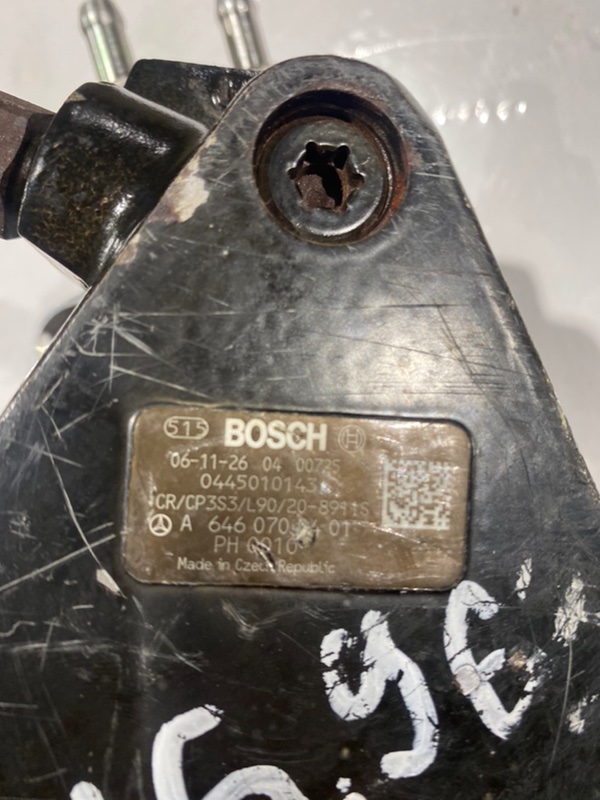 515 BOSCH
06-11-26 04 00725
0445010143
CR/CP3S3/L90/20-8911S
A 646 070 01
PH
Made in Czech Republic